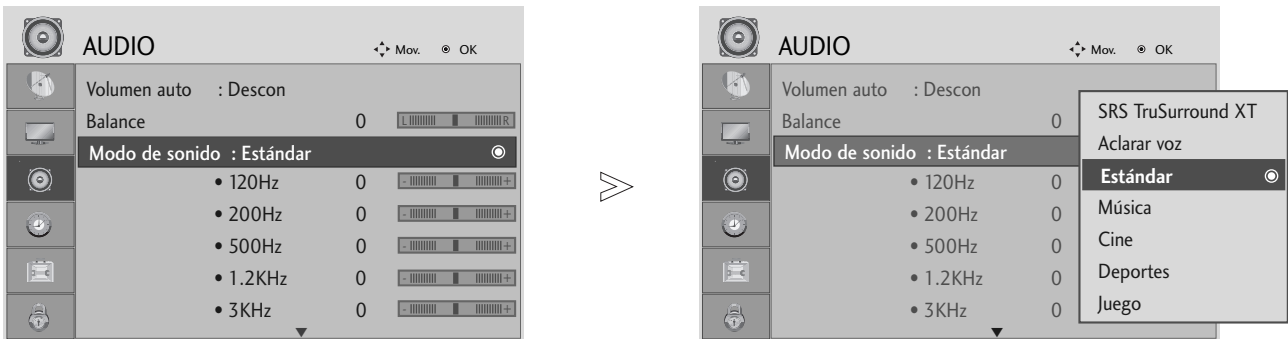 AUDIO
Mov. OK
Volumen auto : Descon
Balance 0 L R
Modo de sonido : Estándar
• 120Hz 0 - +
• 200Hz 0 - +
• 500Hz 0 - +
• 1.2KHz 0 - +
• 3KHz 0 - +
AUDIO
Mov. OK
Volumen auto : Descon
Balance 0
Modo de sonido : Estándar
• 120Hz 0
• 200Hz 0
• 500Hz 0
• 1.2KHz 0
• 3KHz 0
SRS TruSurround XT
Aclarar voz
Estándar
Música
Cine
Deportes
Juego